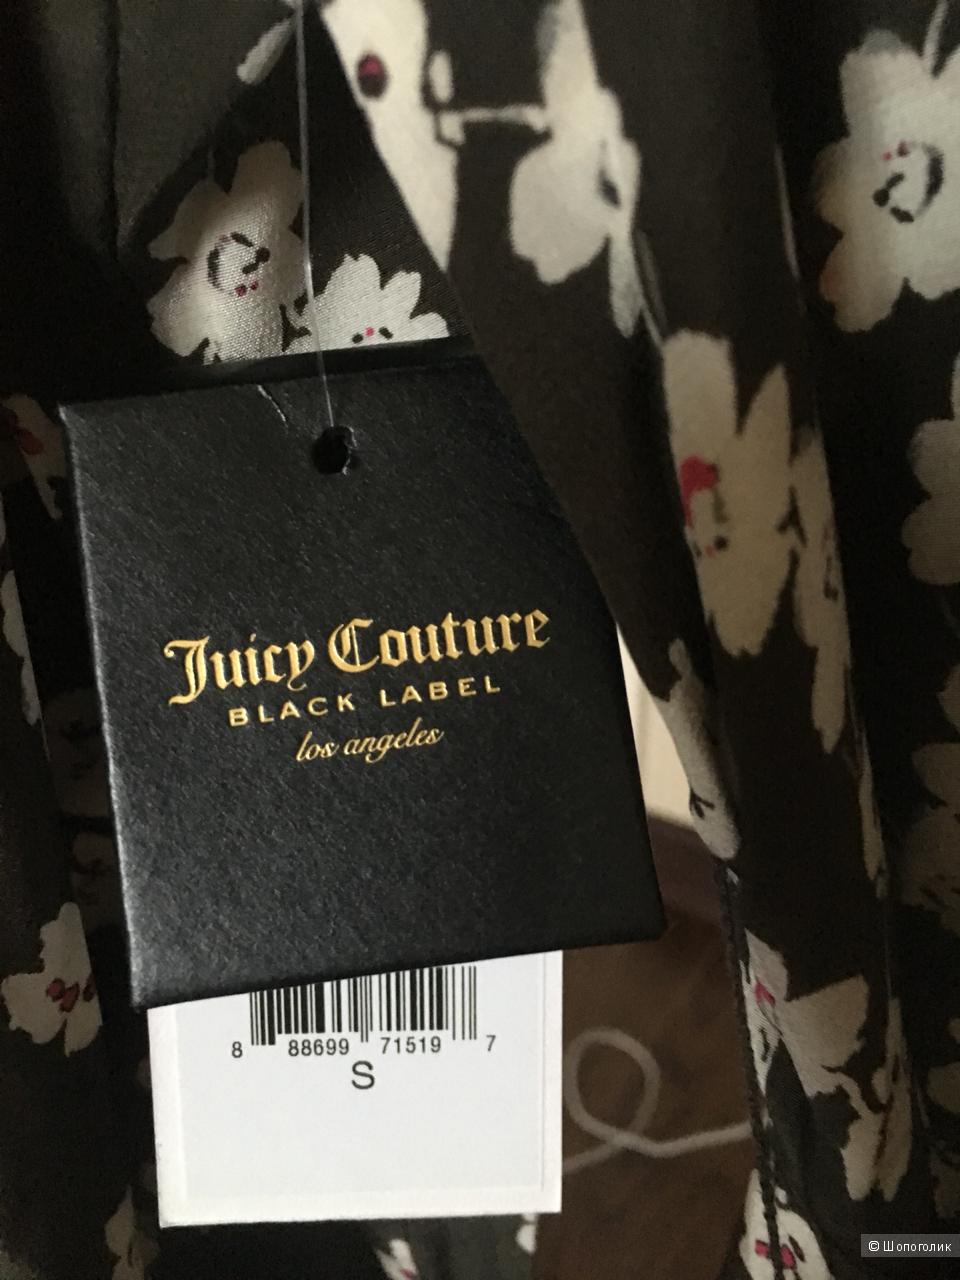 Juicy Couture
BLACK LABEL
los angeles
8 88699 71519 7
S
© Шопоголик